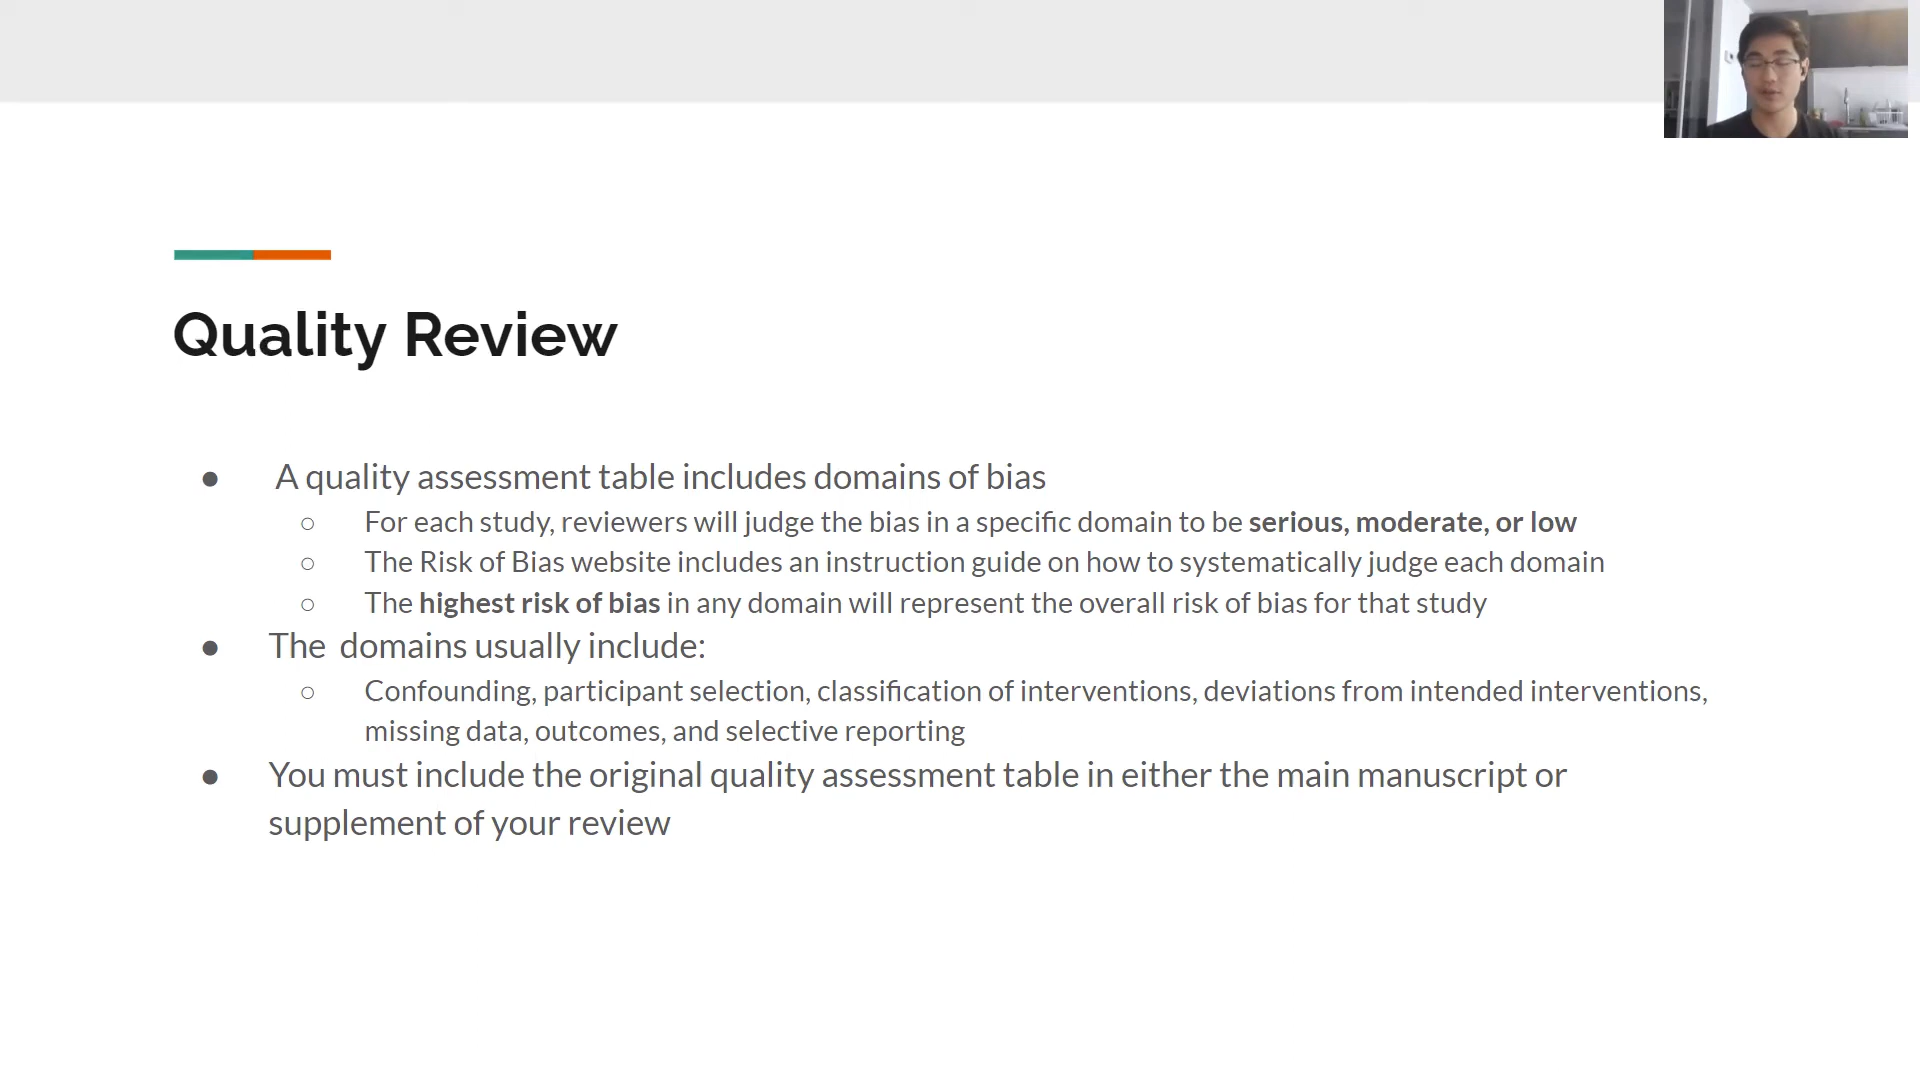 Quality Review
● A quality assessment table includes domains of bias
○ For each study, reviewers will judge the bias in a specific domain to be serious, moderate, or low
○ The Risk of Bias website includes an instruction guide on how to systematically judge each domain
○ The highest risk of bias in any domain will represent the overall risk of bias for that study
● The  domains usually include:
○ Confounding, participant selection, classification of interventions, deviations from intended interventions,
missing data, outcomes, and selective reporting
● You must include the original quality assessment table in either the main manuscript or
supplement of your review